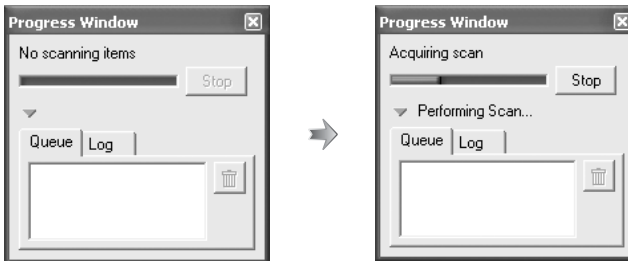 Progress Window
No scanning items
Stop
Queue Log
Progress Window
Acquiring scan
Stop
Performing Scan...
Queue Log